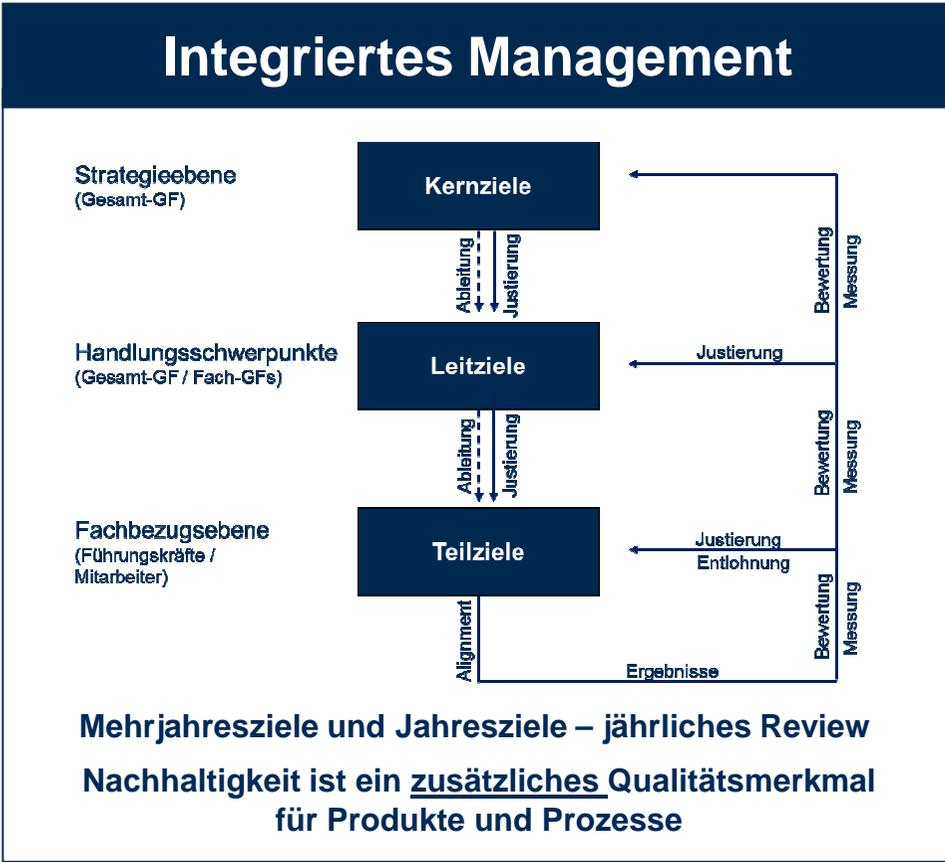 Integriertes Management
Strategieebene
(Gesamt-GF)
Kernziele
Ableitung
Justierung
Bewertung
Messung
Handlungsschwerpunkte
(Gesamt-GF / Fach-GFs)
Leitziele
Justierung
Ableitung
Justierung
Bewertung
Messung
Fachbezugsebene
(Führungskräfte /
Mitarbeiter)
Teilziele
Justierung
Entlohnung
Alignment
Bewertung
Messung
Ergebnisse
Mehrjahresziele und Jahresziele – jährliches Review
Nachhaltigkeit ist ein zusätzliches Qualitätsmerkmal
für Produkte und Prozesse